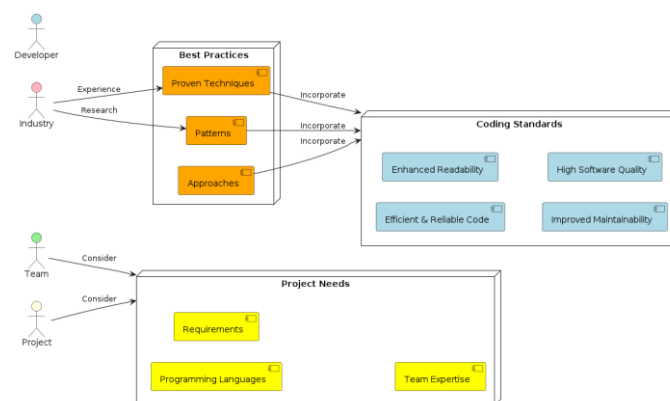 Developer
Best Practices
Proven Techniques
Experience
Incorporate
Industry
Research
Patterns
Incorporate
Coding Standards
Incorporate
Approaches
Enhanced Readability
High Software Quality
Efficient & Reliable Code
Improved Maintainability
Team
Consider
Project Needs
Consider
Project
Requirements
Programming Languages
Team Expertise